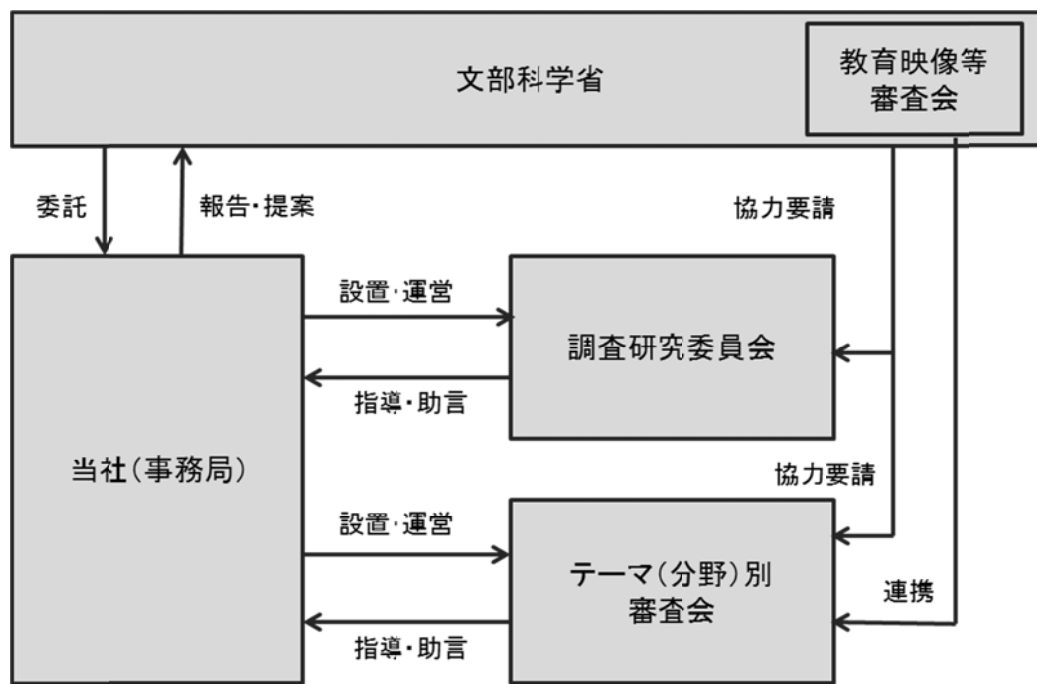 文部科学省
教育映像等
審査会
委託
報告・提案
協力要請
設置・運営
調査研究委員会
指導・助言
当社(事務局)
協力要請
設置・運営
テーマ(分野)別
審査会
連携
指導・助言